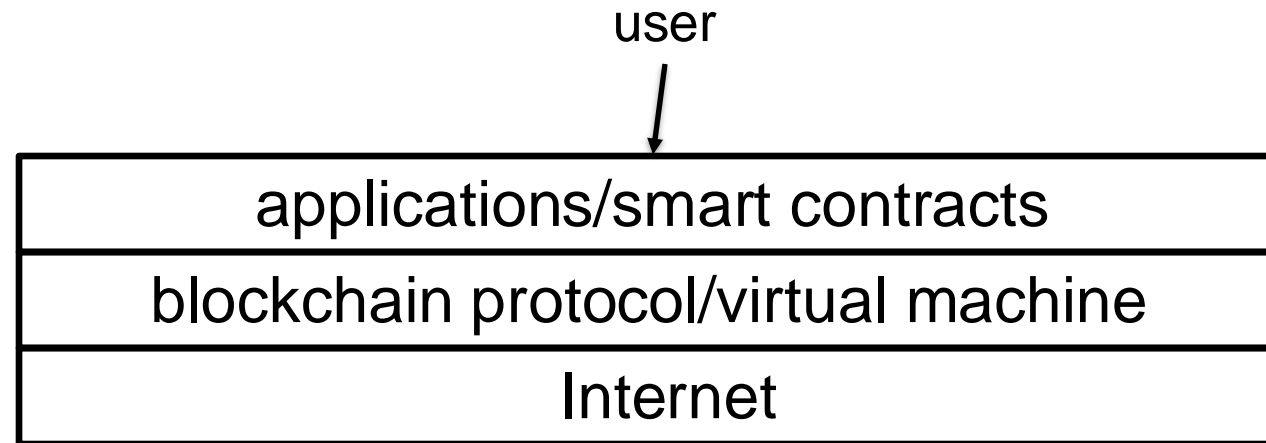 user
applications/smart contracts
blockchain protocol/virtual machine
Internet